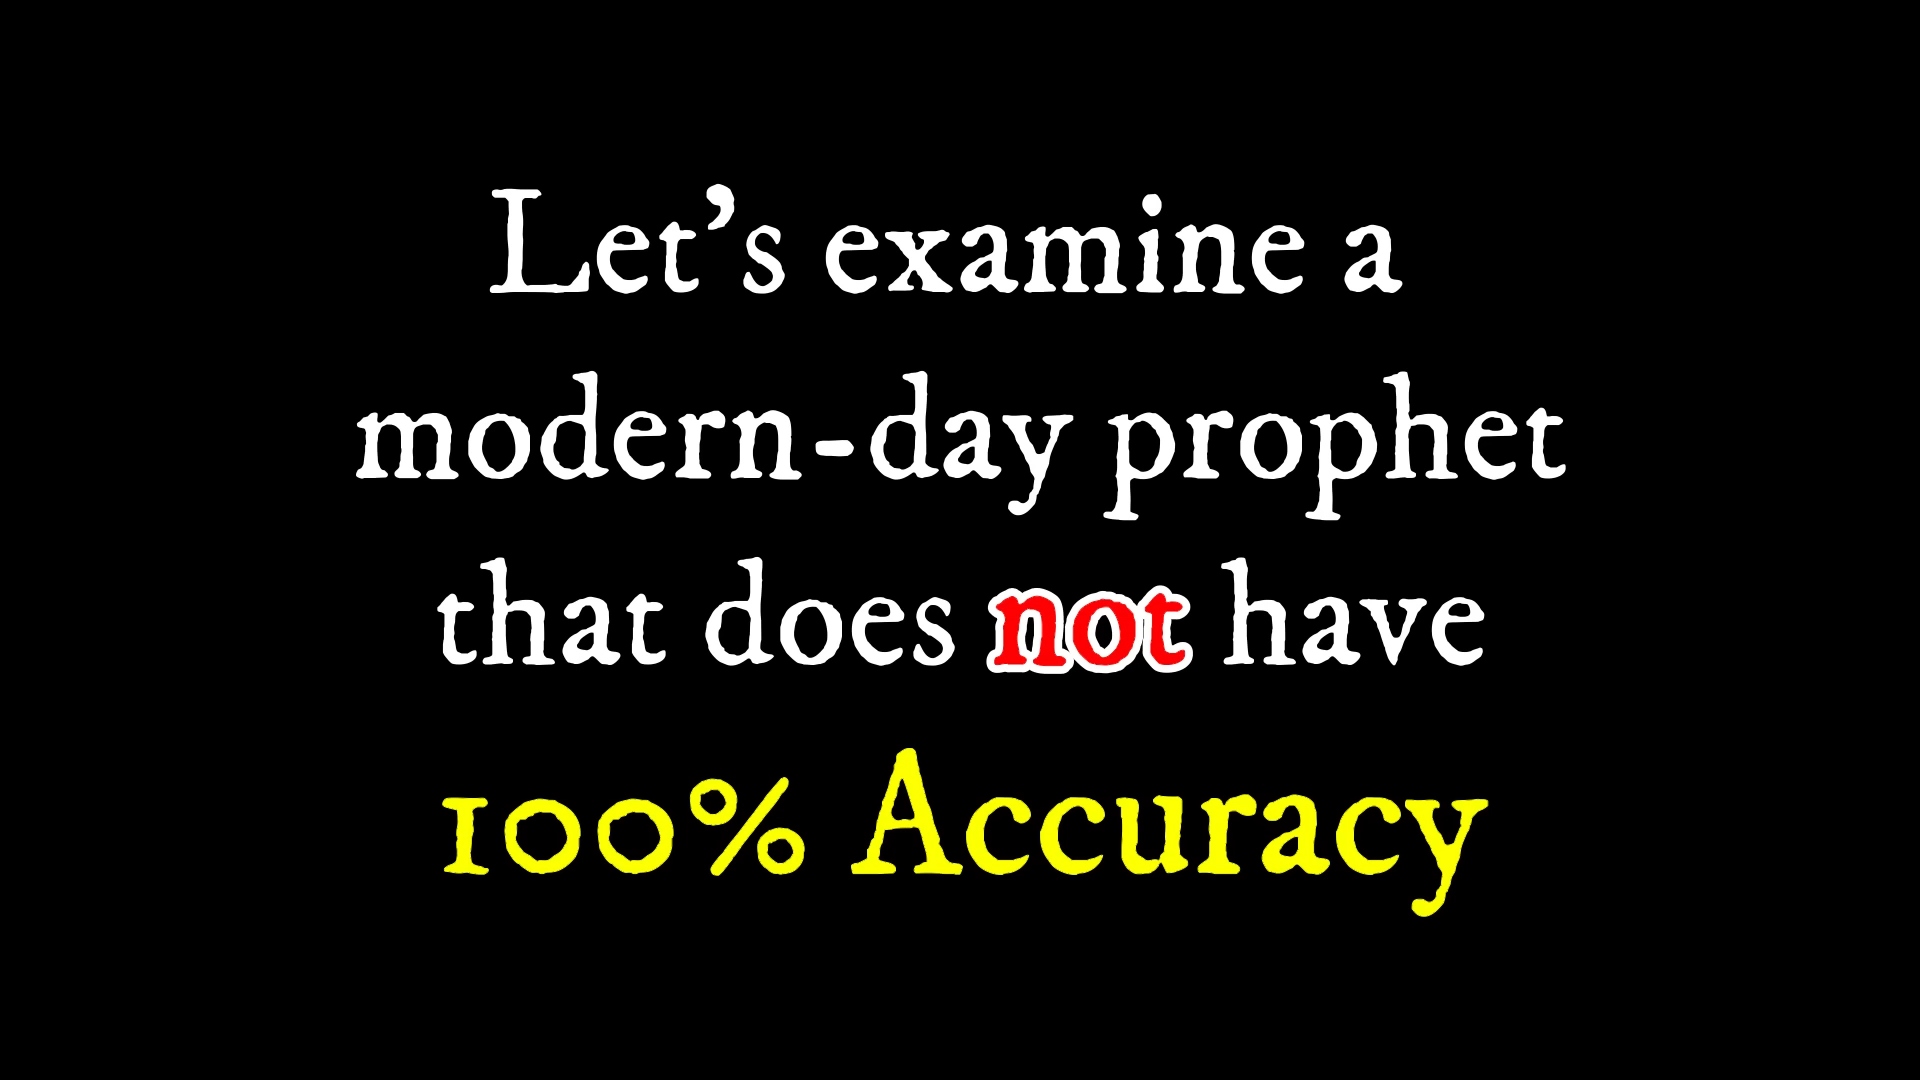 Let’s examine a
modern-day prophet
that does not have
100% Accuracy